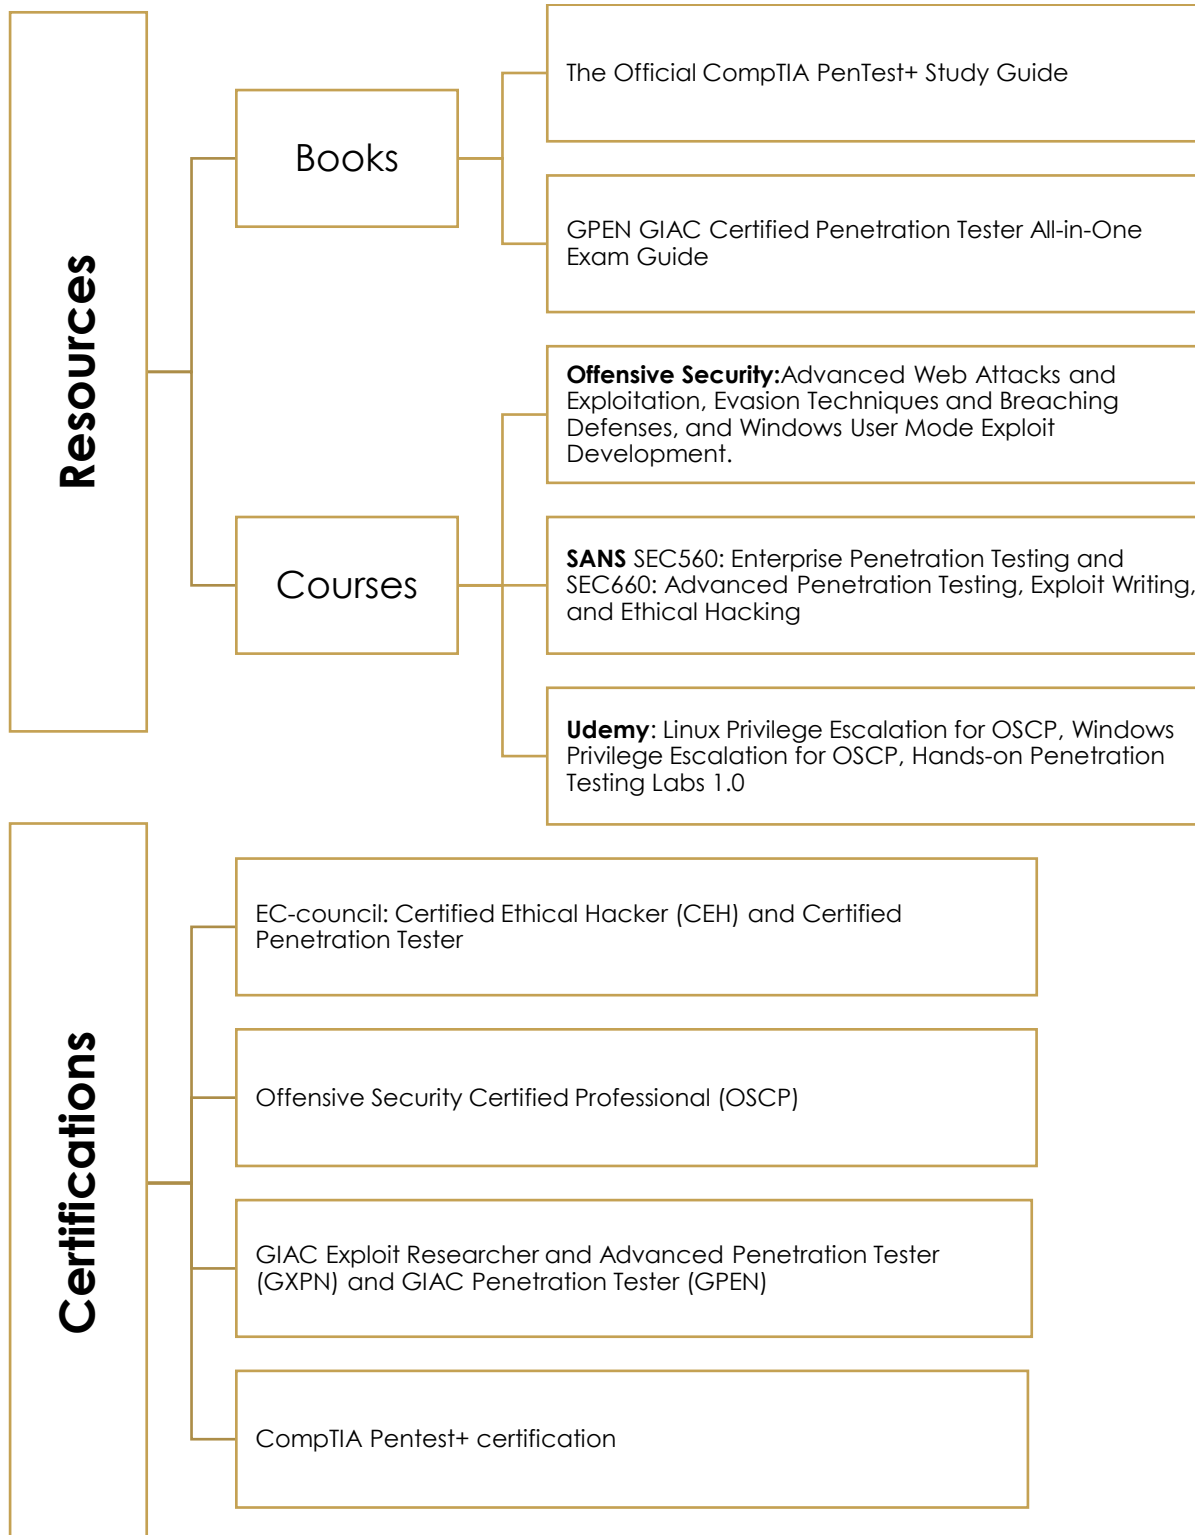 Resources
Books
The Official CompTIA PenTest+ Study Guide
GPEN GIAC Certified Penetration Tester All-in-One
Exam Guide
Courses
Offensive Security:Advanced Web Attacks and
Exploitation, Evasion Techniques and Breaching
Defenses, and Windows User Mode Exploit
Development.
SANS SEC560: Enterprise Penetration Testing and
SEC660: Advanced Penetration Testing, Exploit Writing,
and Ethical Hacking
Udemy: Linux Privilege Escalation for OSCP, Windows
Privilege Escalation for OSCP, Hands-on Penetration
Testing Labs 1.0
Certifications
EC-council: Certified Ethical Hacker (CEH) and Certified
Penetration Tester
Offensive Security Certified Professional (OSCP)
GIAC Exploit Researcher and Advanced Penetration Tester
(GXPN) and GIAC Penetration Tester (GPEN)
CompTIA Pentest+ certification